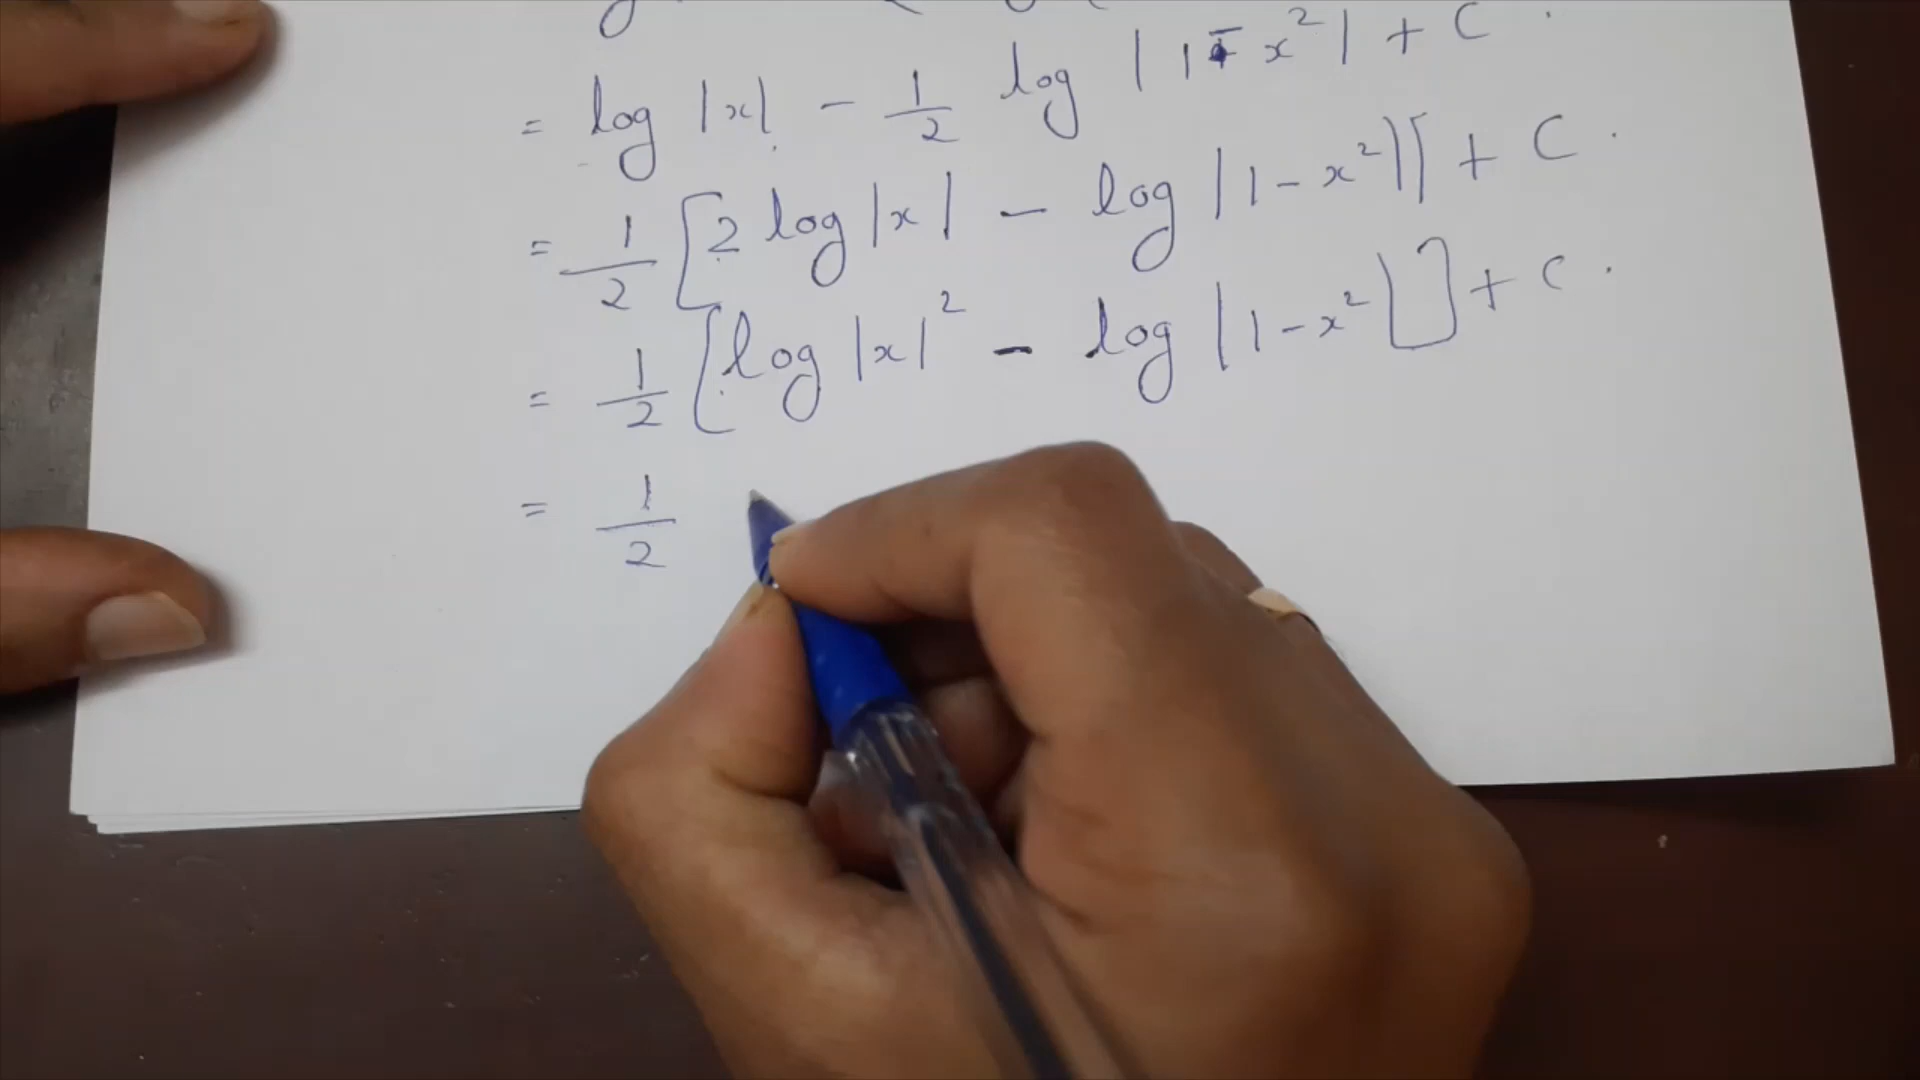 = log |x| - 1/2 log |1 - x²| + C.
= 1/2 [2 log |x| - log |1 - x²|] + C.
= 1/2 [log |x|² - log |1 - x²|] + C.
= 1/2